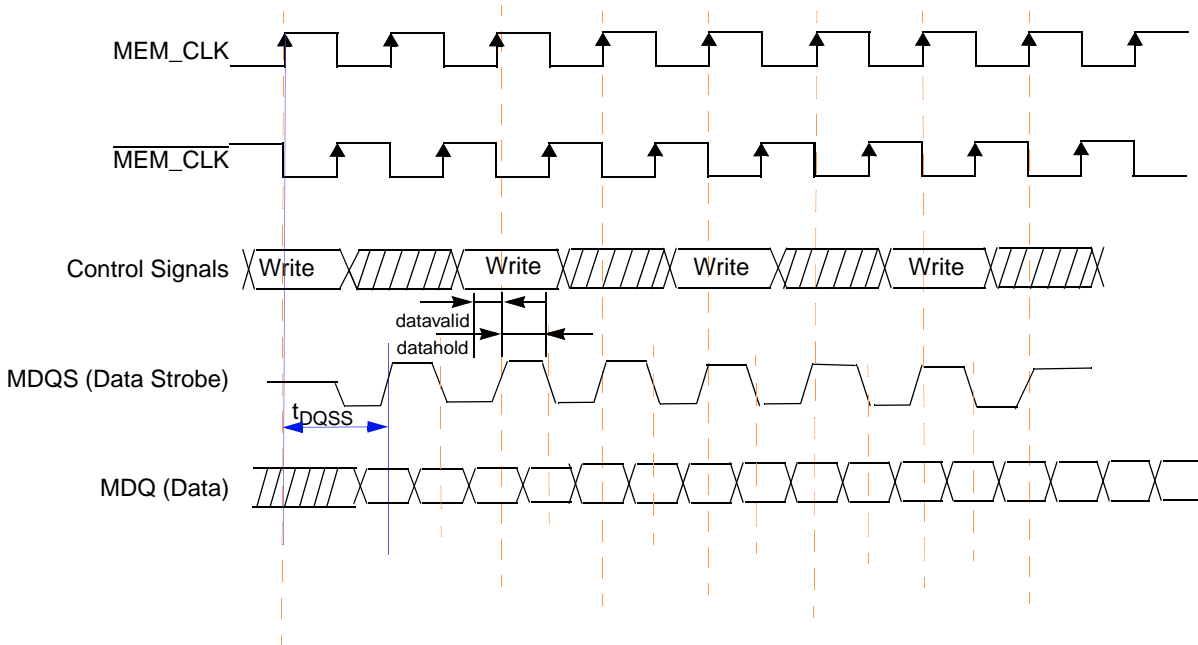 MEM_CLK
MEM_CLK
Control Signals
Write
Write
Write
Write
datavalid
datahold
MDQS (Data Strobe)
tDQSS
MDQ (Data)